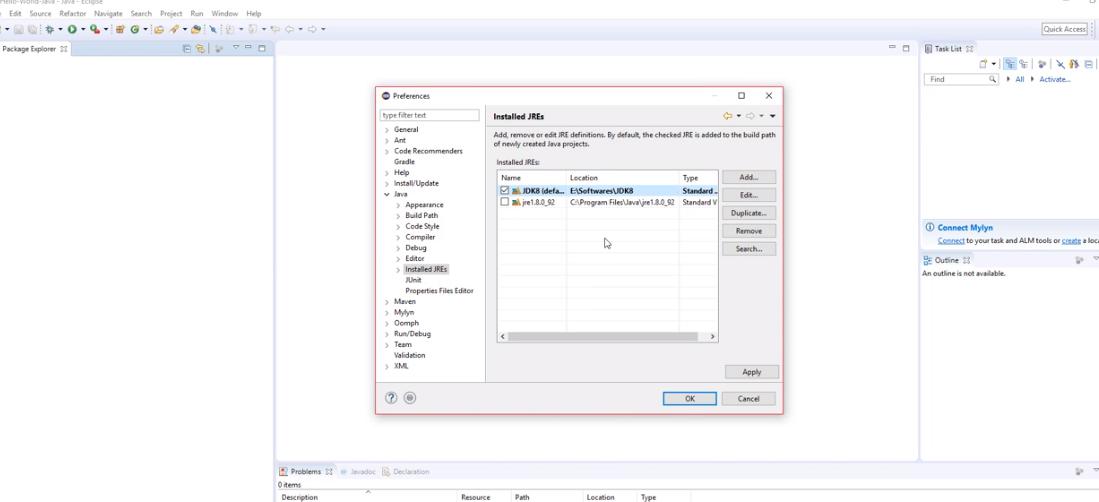 Hello-World-Java - Java - Eclipse
Edit Source Refactor Navigate Search Project Run Window Help
Quick Access
Package Explorer
Task List
Find All Activate...
Preferences
type filter text
General
Ant
Code Recommenders
Gradle
Help
Install/Update
Java
Appearance
Build Path
Code Style
Compiler
Debug
Editor
Installed JREs
JUnit
Properties Files Editor
Maven
Mylyn
Oomph
Run/Debug
Team
Validation
XML
Installed JREs
Add, remove or edit JRE definitions. By default, the checked JRE is added to the build path
of newly created Java projects.
Installed JREs:
Name Location Type
JDK8 (defa... E:\Softwares\JDK8 Standard ..
jre1.8.0_92 C:\Program Files\Java\jre1.8.0_92 Standard V
Add...
Edit...
Duplicate...
Remove
Search...
Apply
OK Cancel
Connect Mylyn
Connect to your task and ALM tools or create a loca
Outline
An outline is not available.
Problems Javadoc Declaration
0 items
Description Resource Path Location Type